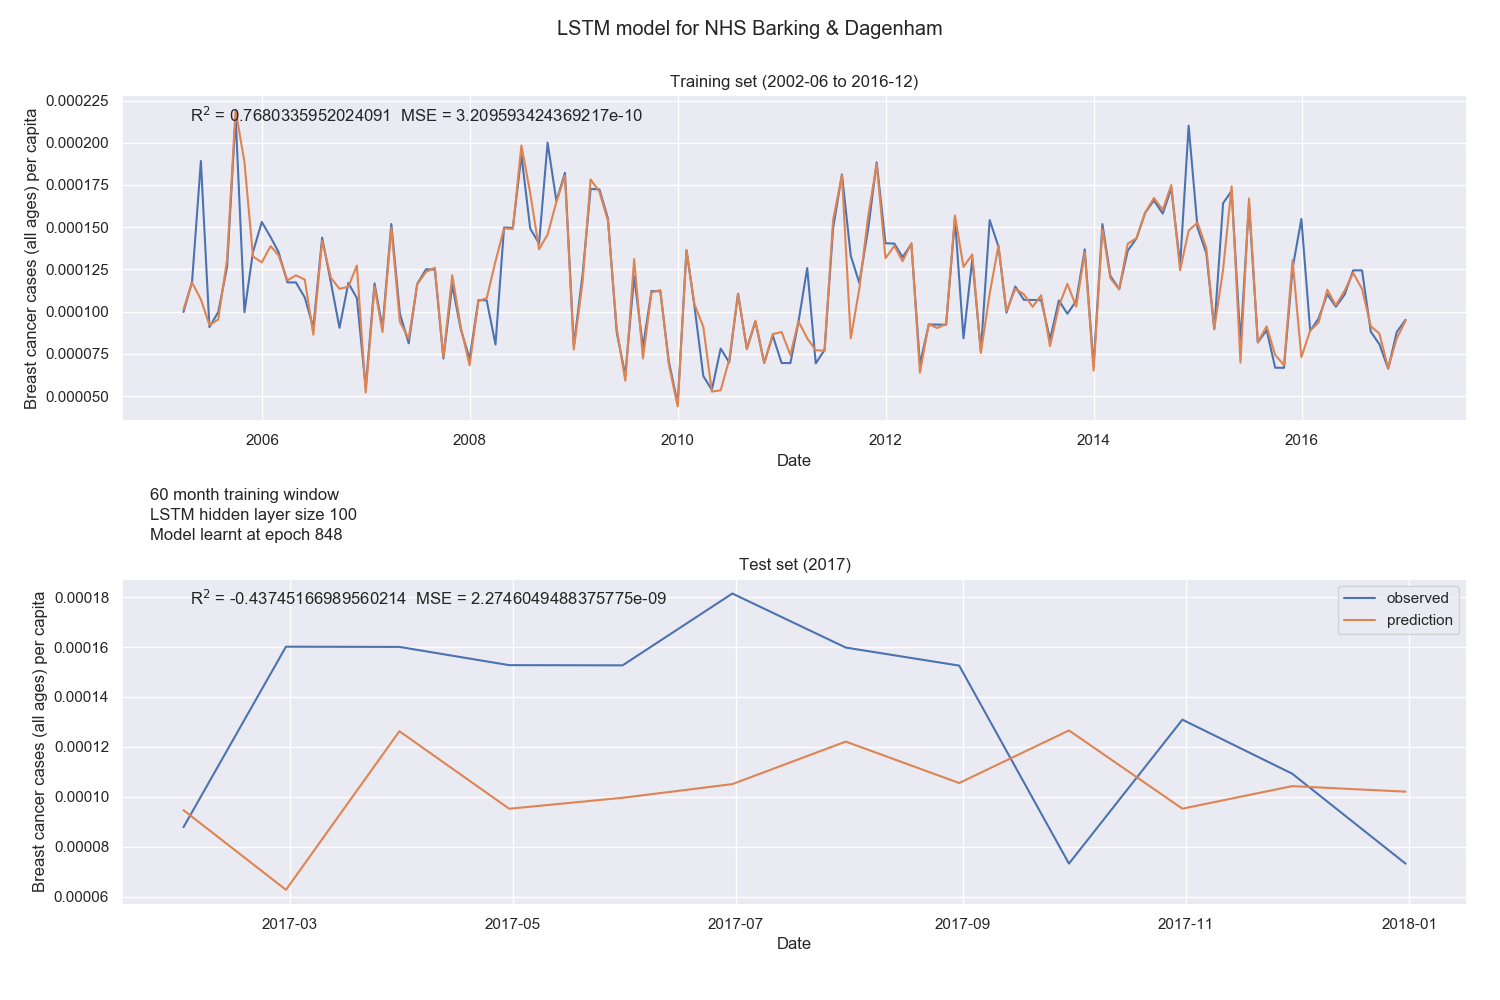 LSTM model for NHS Barking & Dagenham
Training set (2002-06 to 2016-12)
R² = 0.7680335952024091 MSE = 3.209593424369217e-10
Breast cancer cases (all ages) per capita
0.000225
0.000200
0.000175
0.000150
0.000125
0.000100
0.000075
0.000050
2006 2008 2010 2012 2014 2016
Date
60 month training window
LSTM hidden layer size 100
Model learnt at epoch 848
Test set (2017)
R² = -0.43745166989560214 MSE = 2.2746049488375775e-09
observed
prediction
Breast cancer cases (all ages) per capita
0.00018
0.00016
0.00014
0.00012
0.00010
0.00008
0.00006
2017-03 2017-05 2017-07 2017-09 2017-11 2018-01
Date